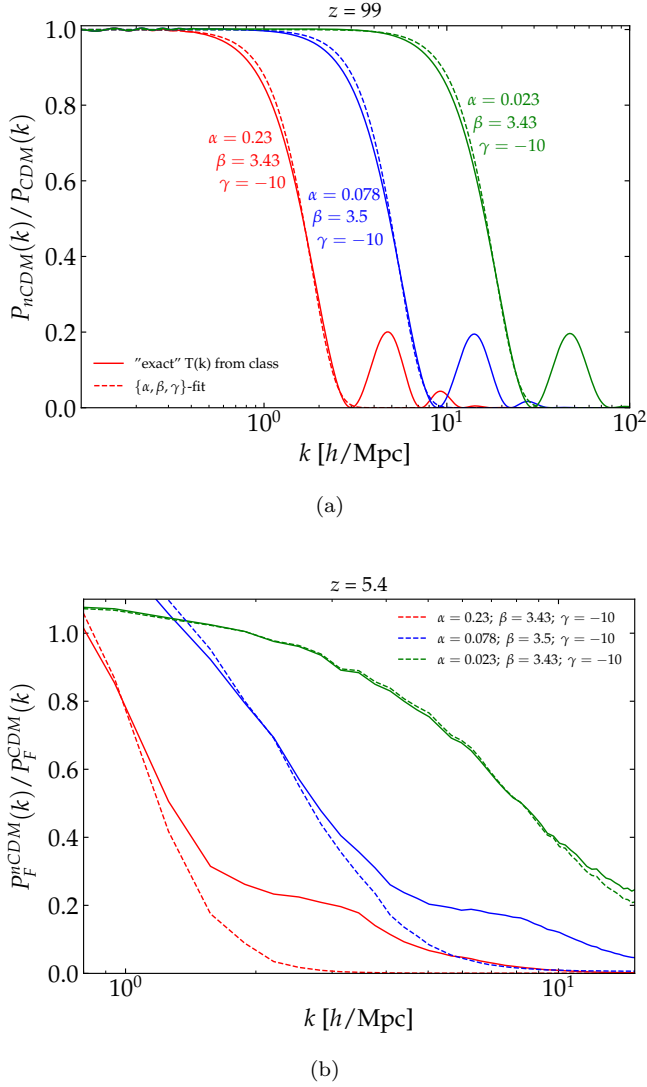 z = 99
1.0
0.8
0.6
0.4
0.2
0.0
P_{nCDM}(k)/P_{CDM}(k)
α = 0.23
β = 3.43
γ = −10
α = 0.078
β = 3.5
γ = −10
α = 0.023
β = 3.43
γ = −10
"exact" T(k) from class
{α, β, γ}-fit
10^0
10^1
10^2
k [h/Mpc]
(a)
z = 5.4
1.0
0.8
0.6
0.4
0.2
0.0
P_F^{nCDM}(k)/P_F^{CDM}(k)
α = 0.23; β = 3.43; γ = −10
α = 0.078; β = 3.5; γ = −10
α = 0.023; β = 3.43; γ = −10
10^0
10^1
k [h/Mpc]
(b)